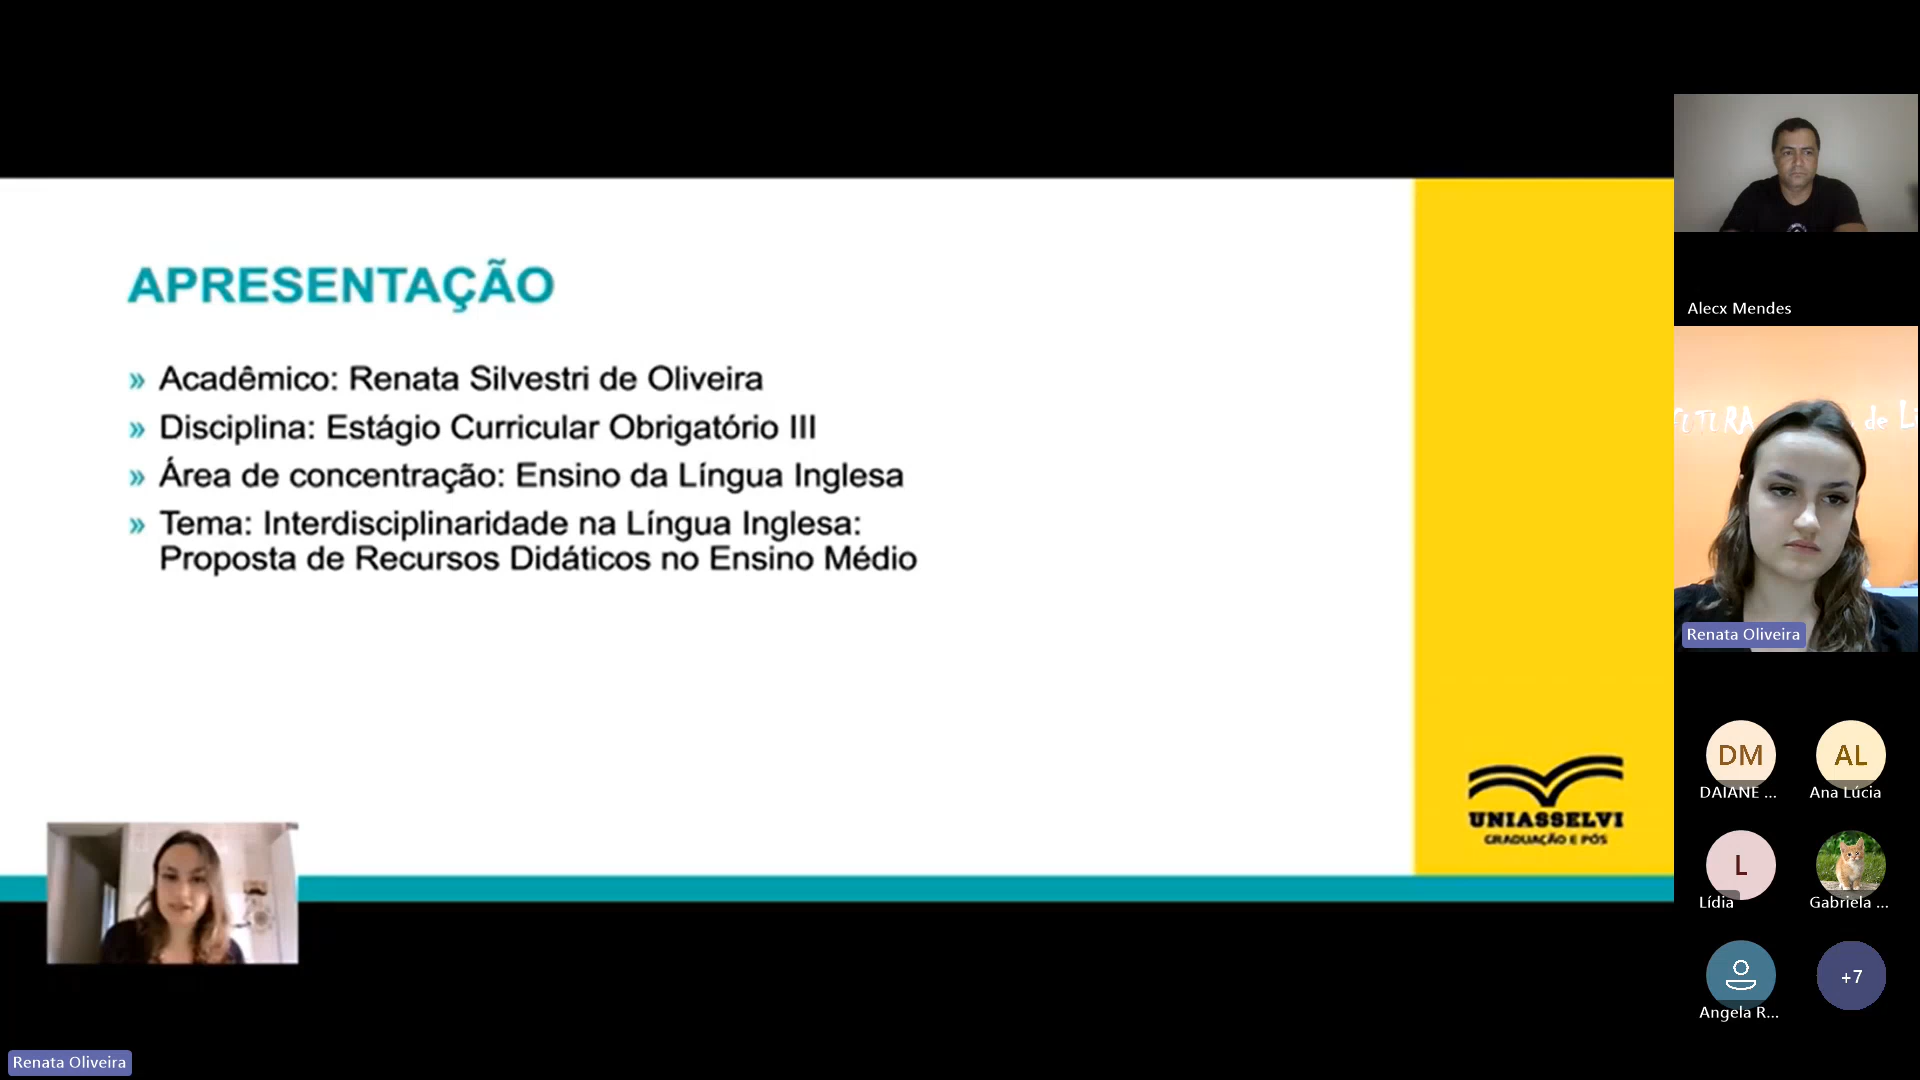 APRESENTAÇÃO
» Acadêmico: Renata Silvestri de Oliveira
» Disciplina: Estágio Curricular Obrigatório III
» Área de concentração: Ensino da Língua Inglesa
» Tema: Interdisciplinaridade na Língua Inglesa:
Proposta de Recursos Didáticos no Ensino Médio
UNIASSELVI
GRADUAÇÃO E PÓS
Renata Oliveira
Alecx Mendes
de Li
Renata Oliveira
DM
DAIANE ...
AL
Ana Lúcia
L
Lídia
Gabriela ...
Angela R...
+7